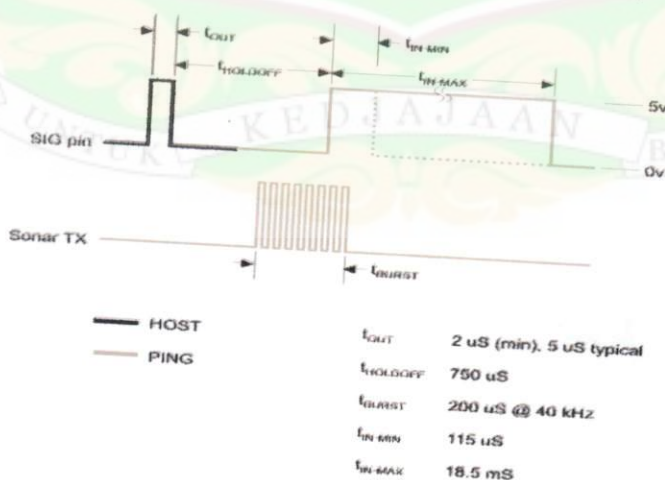 tOUT
tIN-MIN
tHOLDOFF
tIN-MAX
5v
UNTUK KEDJAJAAN B
SIG pin
0v
Sonar TX
tBURST
HOST
PING
tOUT 2 uS (min), 5 uS typical
tHOLDOFF 750 uS
tBURST 200 uS @ 40 kHz
tIN-MIN 115 uS
tIN-MAX 18.5 mS